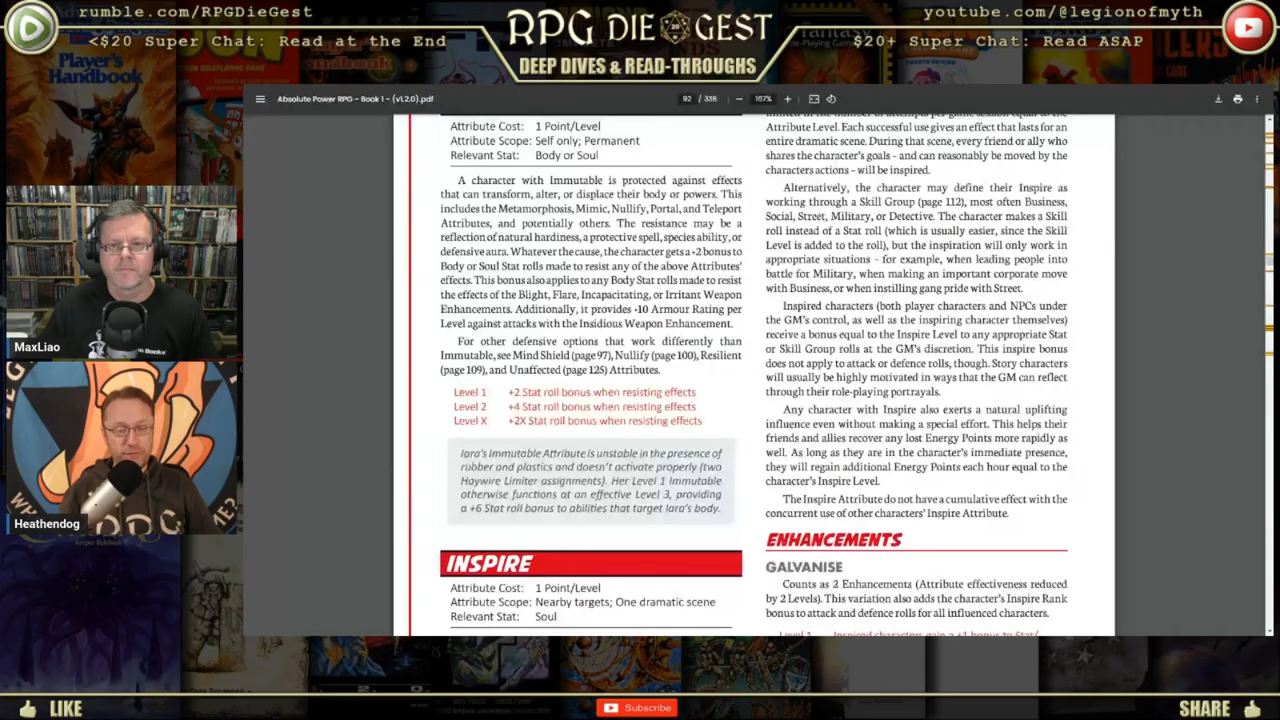 rumble.com/RPGDieGest
<$20 Super Chat: Read at the End
RPG DIE GEST
DEEP DIVES & READ-THROUGHS
youtube.com/@legionofmyth
$20+ Super Chat: Read ASAP
Player's
Handbook
Absolute Power RPG – Book 1 – (v1.2.0).pdf
92 / 338
167%
Attribute Cost: 1 Point/Level
Attribute Scope: Self only; Permanent
Relevant Stat: Body or Soul
A character with Immutable is protected against effects
that can transform, alter, or displace their body or powers. This
includes the Metamorphosis, Mimic, Nullify, Portal, and Teleport
Attributes, and potentially others. The resistance may be a
reflection of natural hardiness, a protective spell, species ability, or
defensive aura. Whatever the cause, the character gets a +2 bonus to
Body or Soul Stat rolls made to resist any of the above Attributes'
effects. This bonus also applies to any Body Stat rolls made to resist
the effects of the Blight, Flare, Incapacitating, or Irritant Weapon
Enhancements. Additionally, it provides +10 Armour Rating per
Level against attacks with the Insidious Weapon Enhancement.
For other defensive options that work differently than
Immutable, see Mind Shield (page 97), Nullify (page 100), Resilient
(page 109), and Unaffected (page 125) Attributes.
Level 1 +2 Stat roll bonus when resisting effects
Level 2 +4 Stat roll bonus when resisting effects
Level X +2X Stat roll bonus when resisting effects
Iara's Immutable Attribute is unstable in the presence of
rubber and plastics and doesn't activate properly (two
Haywire Limiter assignments). Her Level 1 Immutable
otherwise functions at an effective Level 3, providing
a +6 Stat roll bonus to abilities that target Iara's body.
INSPIRE
Attribute Cost: 1 Point/Level
Attribute Scope: Nearby targets; One dramatic scene
Relevant Stat: Soul
limited in the number of attempts per game session equal to the
Attribute Level. Each successful use gives an effect that lasts for an
entire dramatic scene. During that scene, every friend or ally who
shares the character's goals – and can reasonably be moved by the
characters actions – will be inspired.
Alternatively, the character may define their Inspire as
working through a Skill Group (page 112), most often Business,
Social, Street, Military, or Detective. The character makes a Skill
roll instead of a Stat roll (which is usually easier, since the Skill
Level is added to the roll), but the inspiration will only work in
appropriate situations – for example, when leading people into
battle for Military, when making an important corporate move
with Business, or when instilling gang pride with Street.
Inspired characters (both player characters and NPCs under
the GM's control, as well as the inspiring character themselves)
receive a bonus equal to the Inspire Level to any appropriate Stat
or Skill Group rolls at the GM's discretion. This inspire bonus
does not apply to attack or defence rolls, though. Story characters
will usually be highly motivated in ways that the GM can reflect
through their role-playing portrayals.
Any character with Inspire also exerts a natural uplifting
influence even without making a special effort. This helps their
friends and allies recover any lost Energy Points more rapidly as
well. As long as they are in the character's immediate presence,
they will regain additional Energy Points each hour equal to the
character's Inspire Level.
The Inspire Attribute do not have a cumulative effect with the
concurrent use of other characters' Inspire Attribute.
ENHANCEMENTS
GALVANISE
Counts as 2 Enhancements (Attribute effectiveness reduced
by 2 Levels). This variation also adds the character's Inspire Rank
bonus to attack and defence rolls for all influenced characters.
Level 1 Inspired characters gain a +1 bonus to Stat/
MaxLiao
Heathendog
LIKE
Subscribe
SHARE